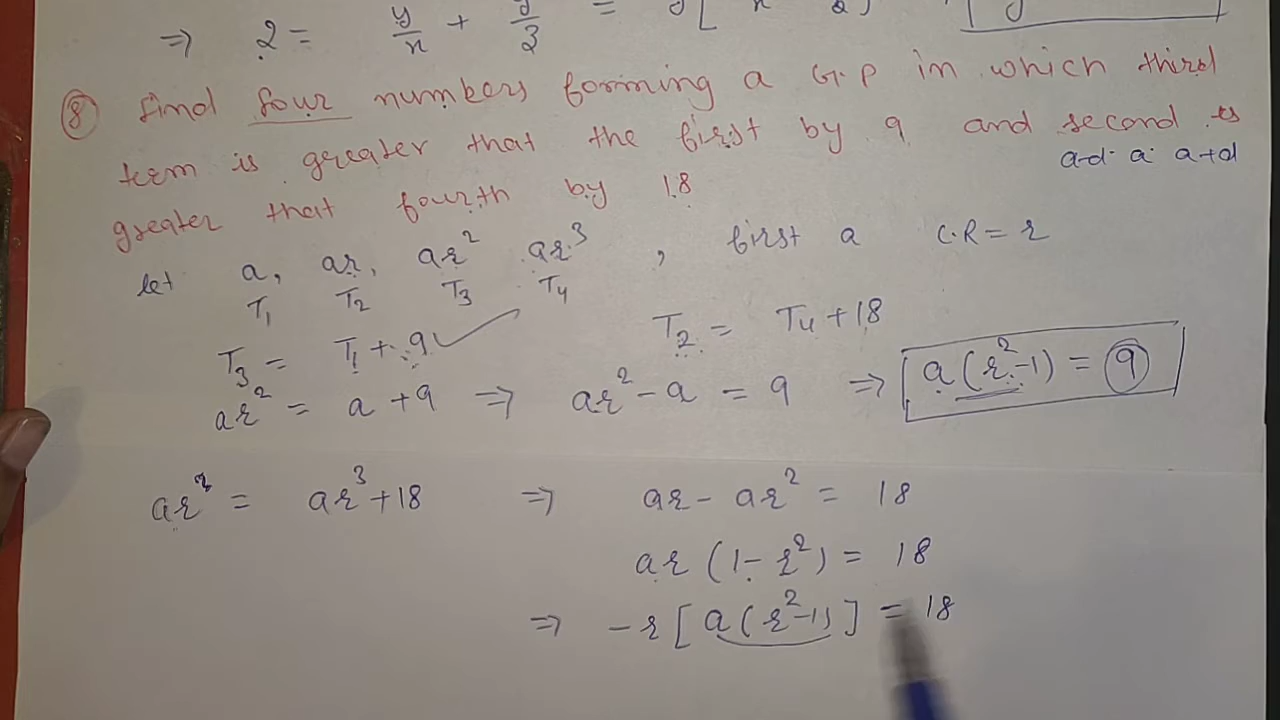 ⇒ 2 = y/x + y/3 =
⑧ Find four numbers forming a G.P in which third
term is greater that the first by 9 and second is
a-d. a. a+d
greater that fourth by 18
let a, ar, ar² ar³ , first a C.R = r
T₁ T₂ T₃ T₄
T₃ = T₁ + 9 ✓ T₂ = T₄ + 18
ar² = a + 9 ⇒ ar² - a = 9 ⇒ a(r²-1) = 9
ar² = ar³ + 18 ⇒ ar - ar² = 18
ar (1 - r²) = 18
⇒ -r [a(r²-1)] = 18